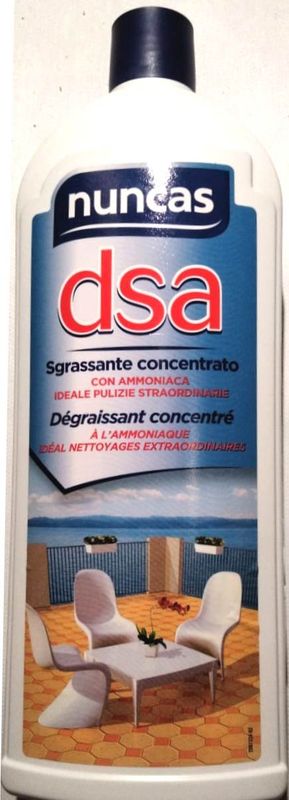 nuncas
dsa
Sgrassante concentrato
CON AMMONIACA
IDEALE PULIZIE STRAORDINARIE
Dégraissant concentré
À L'AMMONIAQUE
IDÉAL NETTOYAGES EXTRAORDINAIRES